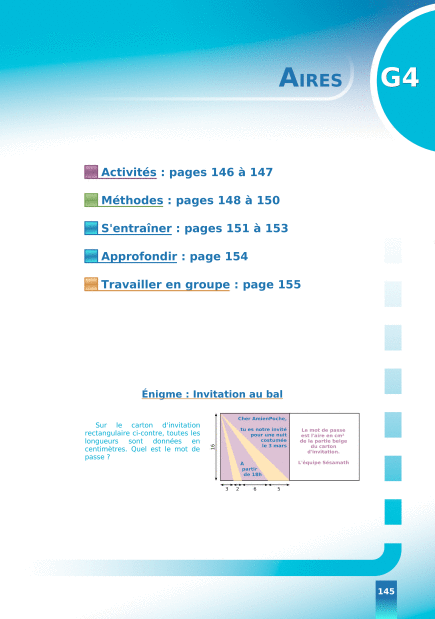 AIRES
G4
Activités : pages 146 à 147
Méthodes : pages 148 à 150
S'entraîner : pages 151 à 153
Approfondir : page 154
Travailler en groupe : page 155
Énigme : Invitation au bal
Sur le carton d'invitation
rectangulaire ci-contre, toutes les
longueurs sont données en
centimètres. Quel est le mot de
passe ?
16
Cher AmienPoche,
tu es notre invité
pour une nuit
costumée
le 3 mars
À
partir
de 18h
3 2 6 5
Le mot de passe
est l'aire en cm²
de la partie beige
du carton
d'invitation.
L'équipe Sésamath
145